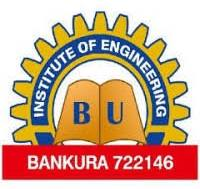 INSTITUTE OF ENGINEERING
B U
BANKURA 722146